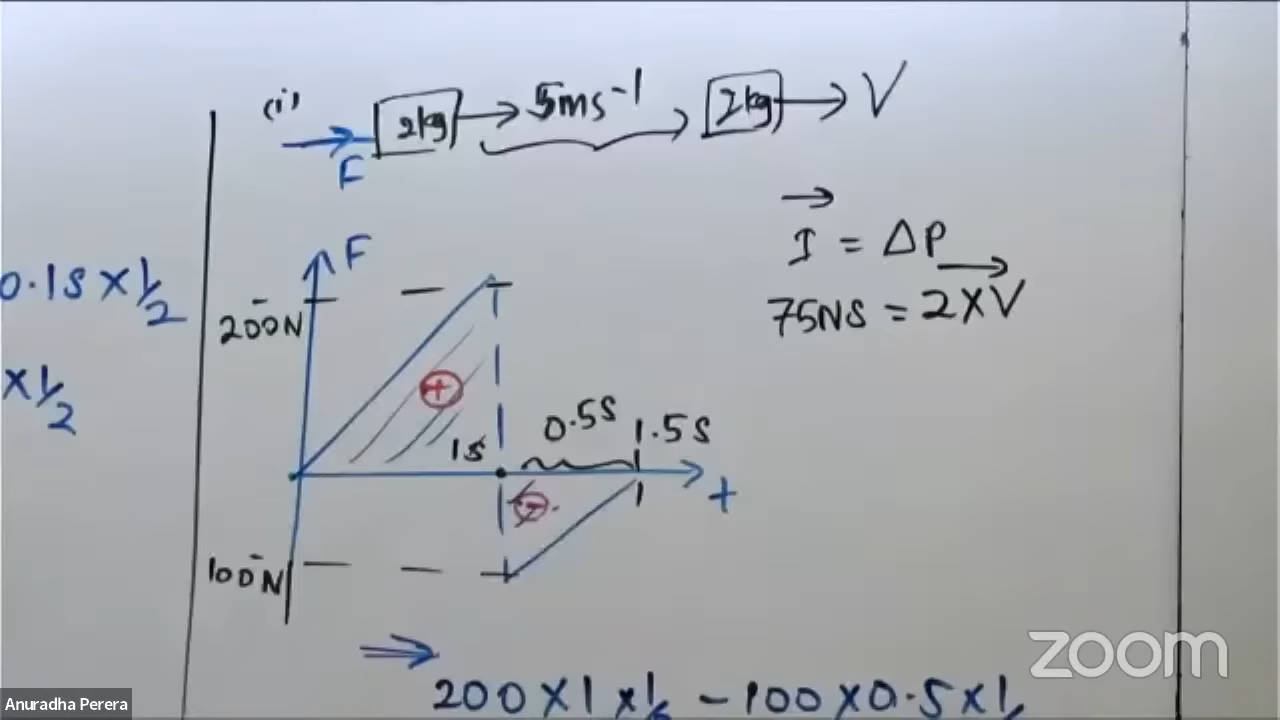 (i)
F
2kg
5ms⁻¹
2kg
V
I = ΔP
75NS = 2×V
0.1S×1/2
×1/2
F
200N
+
1s
0.5s
1.5s
-
t
100N
200×1×1/2 - 100×0.5×1/
Anuradha Perera
zoom